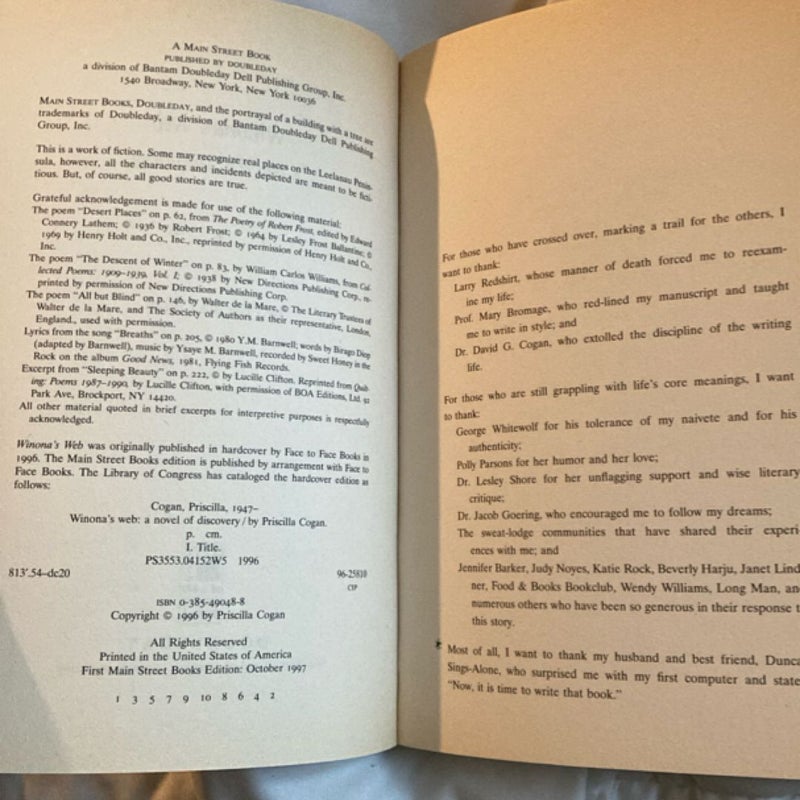 A MAIN STREET BOOK
PUBLISHED BY DOUBLEDAY
a division of Bantam Doubleday Dell Publishing Group, Inc.
1540 Broadway, New York, New York 10036
MAIN STREET BOOKS, DOUBLEDAY, and the portrayal of a building with a tree are
trademarks of Doubleday, a division of Bantam Doubleday Dell Publishing
Group, Inc.
This is a work of fiction. Some may recognize real places on the Leelanau Penin-
sula, however, all the characters and incidents depicted are meant to be ficti-
tious. But, of course, all good stories are true.
Grateful acknowledgement is made for use of the following material:
The poem "Desert Places" on p. 62, from The Poetry of Robert Frost, edited by Edward
Connery Lathem; © 1936 by Robert Frost; © 1964 by Lesley Frost Ballantine; ©
1969 by Henry Holt and Co., Inc., reprinted by permission of Henry Holt and Co.,
Inc.
The poem "The Descent of Winter" on p. 83, by William Carlos Williams, from Col-
lected Poems: 1909-1939, Vol. I; © 1938 by New Directions Publishing Corp., re-
printed by permission of New Directions Publishing Corp.
The poem "All but Blind" on p. 146, by Walter de la Mare, © The Literary Trustees of
Walter de la Mare, and The Society of Authors as their representative, London,
England., used with permission.
Lyrics from the song "Breaths" on p. 205, © 1980 Y.M. Barnwell; words by Birago Diop
(adapted by Barnwell), music by Ysaye M. Barnwell, recorded by Sweet Honey in the
Rock on the album Good News, 1981, Flying Fish Records.
Excerpt from "Sleeping Beauty" on p. 222, © by Lucille Clifton. Reprinted from Quilt-
ing: Poems 1987-1990, by Lucille Clifton, with permission of BOA Editions, Ltd. 92
Park Ave, Brockport, NY 14420.
All other material quoted in brief excerpts for interpretive purposes is respectfully
acknowledged.
Winona's Web was originally published in hardcover by Face to Face Books in
1996. The Main Street Books edition is published by arrangement with Face to
Face Books. The Library of Congress has cataloged the hardcover edition as
follows:
Cogan, Priscilla, 1947–
Winona's web: a novel of discovery / by Priscilla Cogan.
p. cm.
I. Title.
PS3553.04152W5 1996
813'.54–dc20 96-25810
CIP
ISBN 0-385-49048-8
Copyright © 1996 by Priscilla Cogan
All Rights Reserved
Printed in the United States of America
First Main Street Books Edition: October 1997
1 3 5 7 9 10 8 6 4 2
For those who have crossed over, marking a trail for the others, I
want to thank:
Larry Redshirt, whose manner of death forced me to reexam-
ine my life;
Prof. Mary Bromage, who red-lined my manuscript and taught
me to write in style; and
Dr. David G. Cogan, who extolled the discipline of the writing
life.
For those who are still grappling with life's core meanings, I want
to thank:
George Whitewolf for his tolerance of my naivete and for his
authenticity;
Polly Parsons for her humor and her love;
Dr. Lesley Shore for her unflagging support and wise literary
critique;
Dr. Jacob Goering, who encouraged me to follow my dreams;
The sweat-lodge communities that have shared their experi-
ences with me; and
Jennifer Barker, Judy Noyes, Katie Rock, Beverly Harju, Janet Lind
ner, Food & Books Bookclub, Wendy Williams, Long Man, an
numerous others who have been so generous in their response t
this story.
Most of all, I want to thank my husband and best friend, Dunca
Sings-Alone, who surprised me with my first computer and state
"Now, it is time to write that book."